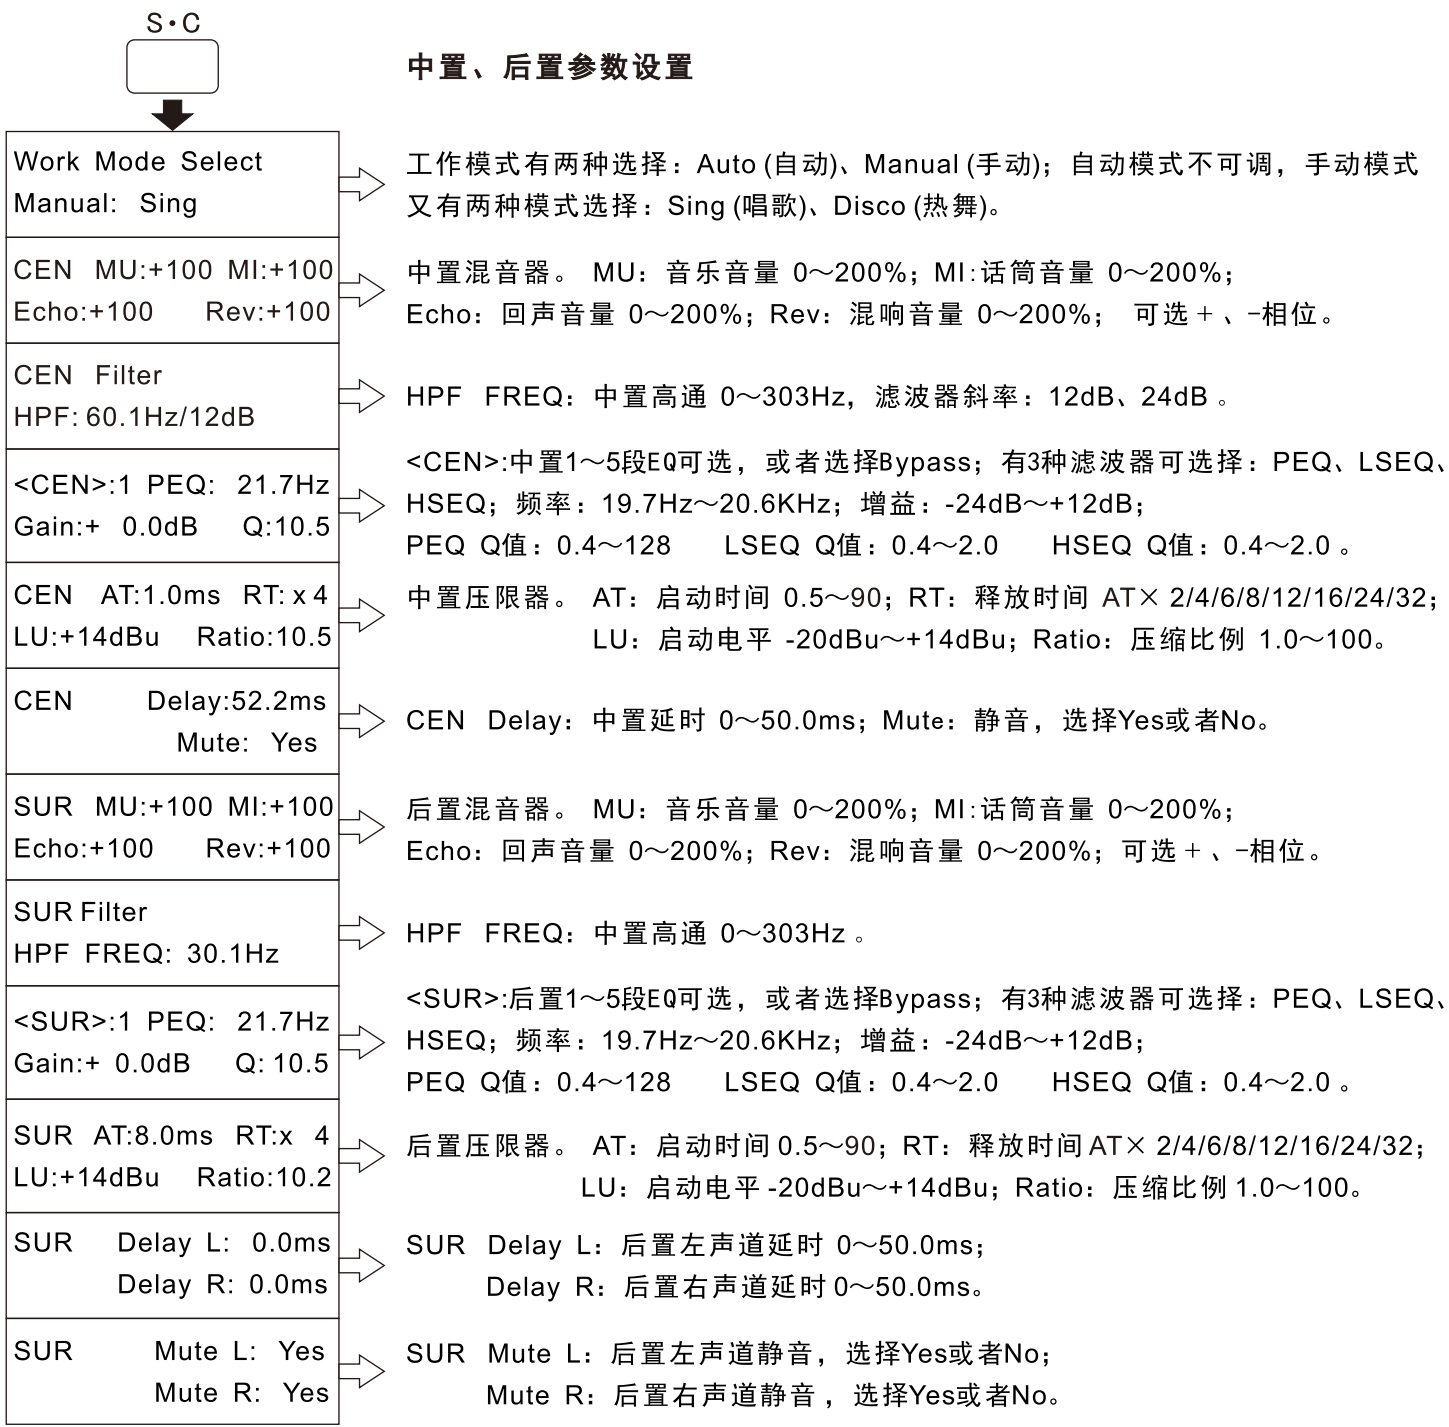 S·C
中置、后置参数设置
Work Mode Select
Manual: Sing
工作模式有两种选择：Auto (自动)、Manual (手动)；自动模式不可调，手动模式
又有两种模式选择：Sing (唱歌)、Disco (热舞)。
CEN MU:+100 MI:+100
Echo:+100 Rev:+100
中置混音器。 MU：音乐音量 0～200%；MI:话筒音量 0～200%；
Echo：回声音量 0～200%；Rev：混响音量 0～200%； 可选＋、-相位。
CEN Filter
HPF: 60.1Hz/12dB
HPF FREQ：中置高通 0～303Hz，滤波器斜率：12dB、24dB 。
<CEN>:1 PEQ: 21.7Hz
Gain:+ 0.0dB Q:10.5
<CEN>:中置1～5段EQ可选，或者选择Bypass；有3种滤波器可选择：PEQ、LSEQ、
HSEQ；频率：19.7Hz～20.6KHz；增益：-24dB～+12dB；
PEQ Q值：0.4～128 LSEQ Q值：0.4～2.0 HSEQ Q值：0.4～2.0 。
CEN AT:1.0ms RT: x 4
LU:+14dBu Ratio:10.5
中置压限器。 AT：启动时间 0.5～90；RT：释放时间 AT× 2/4/6/8/12/16/24/32；
LU：启动电平 -20dBu～+14dBu；Ratio：压缩比例 1.0～100。
CEN Delay:52.2ms
Mute: Yes
CEN Delay：中置延时 0～50.0ms；Mute：静音，选择Yes或者No。
SUR MU:+100 MI:+100
Echo:+100 Rev:+100
后置混音器。 MU：音乐音量 0～200%；MI:话筒音量 0～200%；
Echo：回声音量 0～200%；Rev：混响音量 0～200%；可选＋、-相位。
SUR Filter
HPF FREQ: 30.1Hz
HPF FREQ：中置高通 0～303Hz 。
<SUR>:1 PEQ: 21.7Hz
Gain:+ 0.0dB Q: 10.5
<SUR>:后置1～5段EQ可选，或者选择Bypass；有3种滤波器可选择：PEQ、LSEQ、
HSEQ；频率：19.7Hz～20.6KHz；增益：-24dB～+12dB；
PEQ Q值：0.4～128 LSEQ Q值：0.4～2.0 HSEQ Q值：0.4～2.0 。
SUR AT:8.0ms RT:x 4
LU:+14dBu Ratio:10.2
后置压限器。 AT：启动时间 0.5～90；RT：释放时间 AT× 2/4/6/8/12/16/24/32；
LU：启动电平 -20dBu～+14dBu；Ratio：压缩比例 1.0～100。
SUR Delay L: 0.0ms
Delay R: 0.0ms
SUR Delay L：后置左声道延时 0～50.0ms；
Delay R：后置右声道延时 0～50.0ms。
SUR Mute L: Yes
Mute R: Yes
SUR Mute L：后置左声道静音，选择Yes或者No；
Mute R：后置右声道静音，选择Yes或者No。